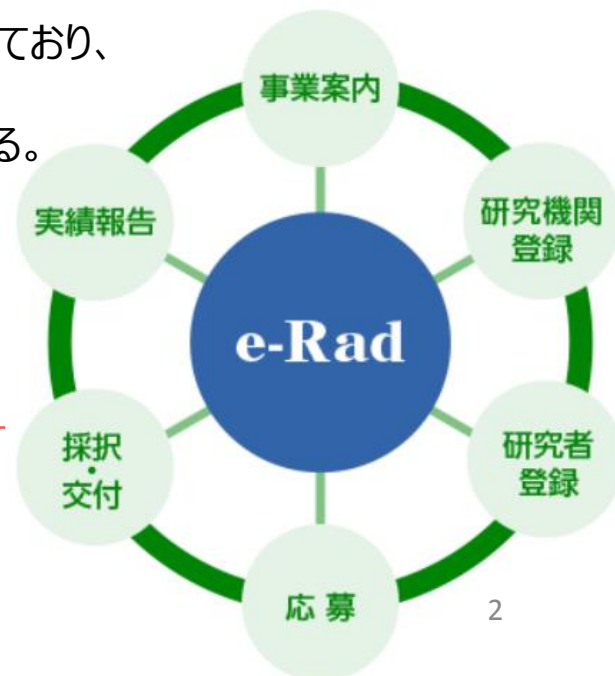 ており、
る。
事業案内
研究機関
登録
研究者
登録
応 募
採択
・
交付
実績報告
e-Rad
2